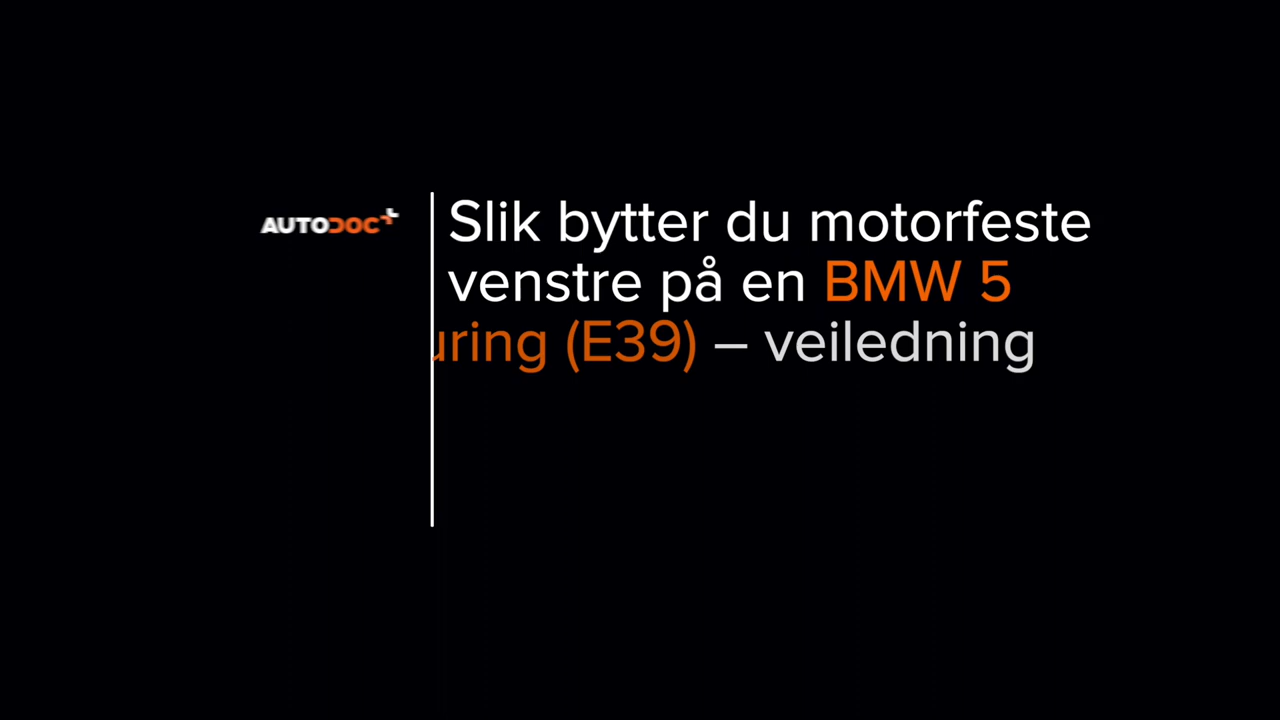 AUTODOC
Slik bytter du motorfeste
venstre på en BMW 5
uring (E39) – veiledning